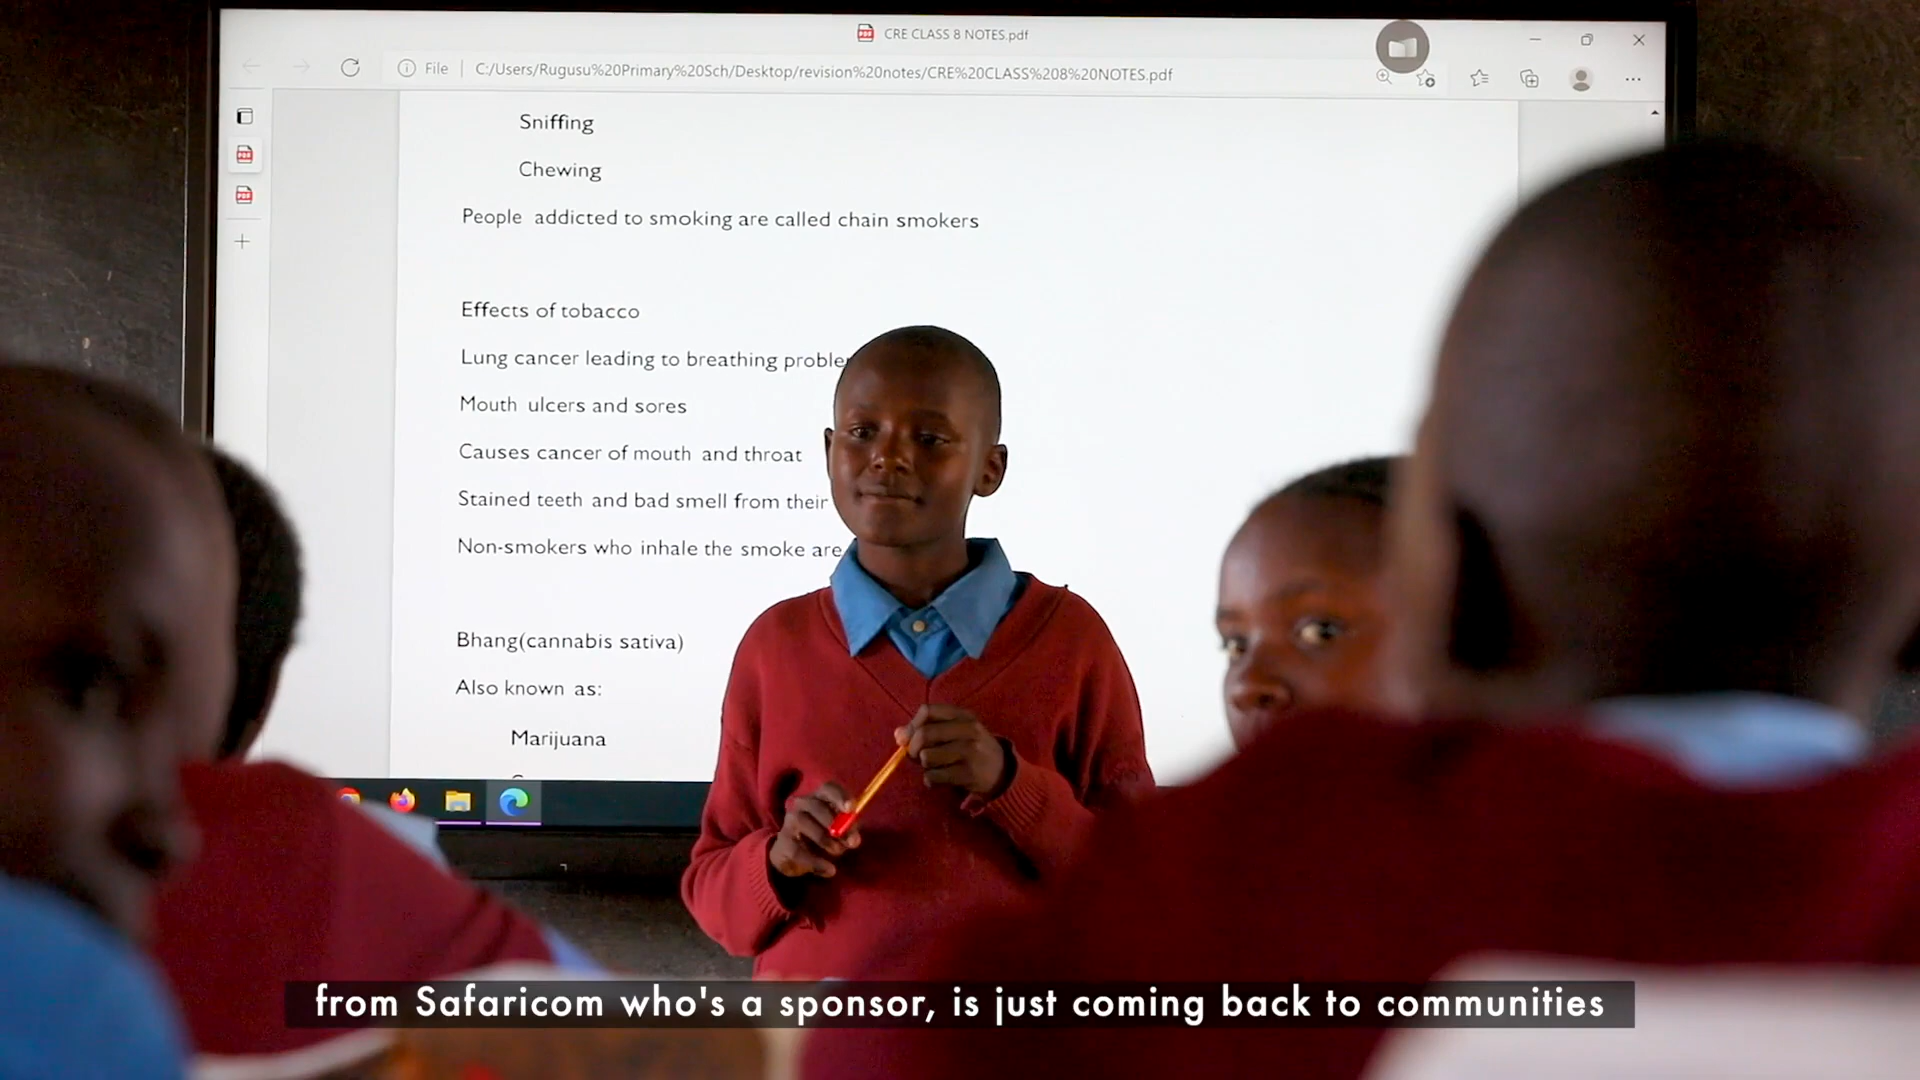 CRE CLASS 8 NOTES.pdf
File | C:/Users/Rugusu%20Primary%20Sch/Desktop/revision%20notes/CRE%20CLASS%208%20NOTES.pdf
Sniffing
Chewing
People addicted to smoking are called chain smokers
Effects of tobacco
Lung cancer leading to breathing
Mouth ulcers and sores
Causes cancer of mouth and throat
Stained teeth and bad smell from their
Non-smokers who inhale the smoke are
Bhang(cannabis sativa)
Also known as:
Marijuana
from Safaricom who's a sponsor, is just coming back to communities